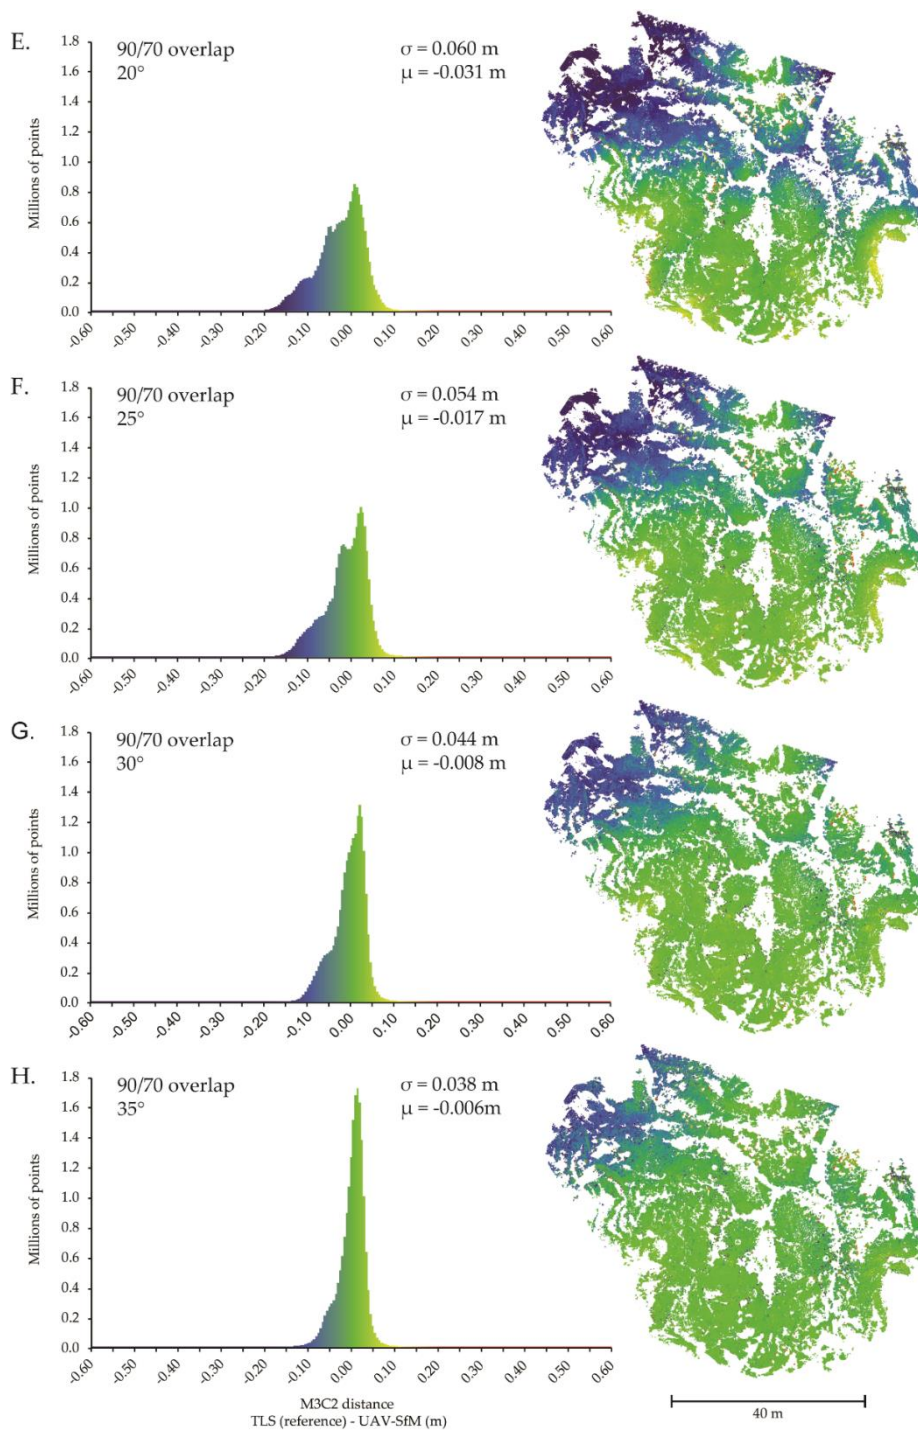 E.
90/70 overlap
20°
σ = 0.060 m
μ = -0.031 m
Millions of points
1.8
1.6
1.4
1.2
1.0
0.8
0.6
0.4
0.2
0.0
-0.60 -0.50 -0.40 -0.30 -0.20 -0.10 0.00 0.10 0.20 0.30 0.30 0.50 0.60
F.
90/70 overlap
25°
σ = 0.054 m
μ = -0.017 m
Millions of points
1.8
1.6
1.4
1.2
1.0
0.8
0.6
0.4
0.2
0.0
-0.60 -0.50 -0.40 -0.30 -0.20 -0.10 0.00 0.10 0.20 0.30 0.30 0.50 0.60
G.
90/70 overlap
30°
σ = 0.044 m
μ = -0.008 m
Millions of points
1.8
1.6
1.4
1.2
1.0
0.8
0.6
0.4
0.2
0.0
-0.60 -0.50 -0.40 -0.30 -0.20 -0.10 0.00 0.10 0.20 0.30 0.30 0.50 0.60
H.
90/70 overlap
35°
σ = 0.038 m
μ = -0.006m
Millions of points
1.8
1.6
1.4
1.2
1.0
0.8
0.6
0.4
0.2
0.0
-0.60 -0.50 -0.40 -0.30 -0.20 -0.10 0.00 0.10 0.20 0.30 0.30 0.50 0.60
M3C2 distance
TLS (reference) - UAV-SfM (m)
40 m